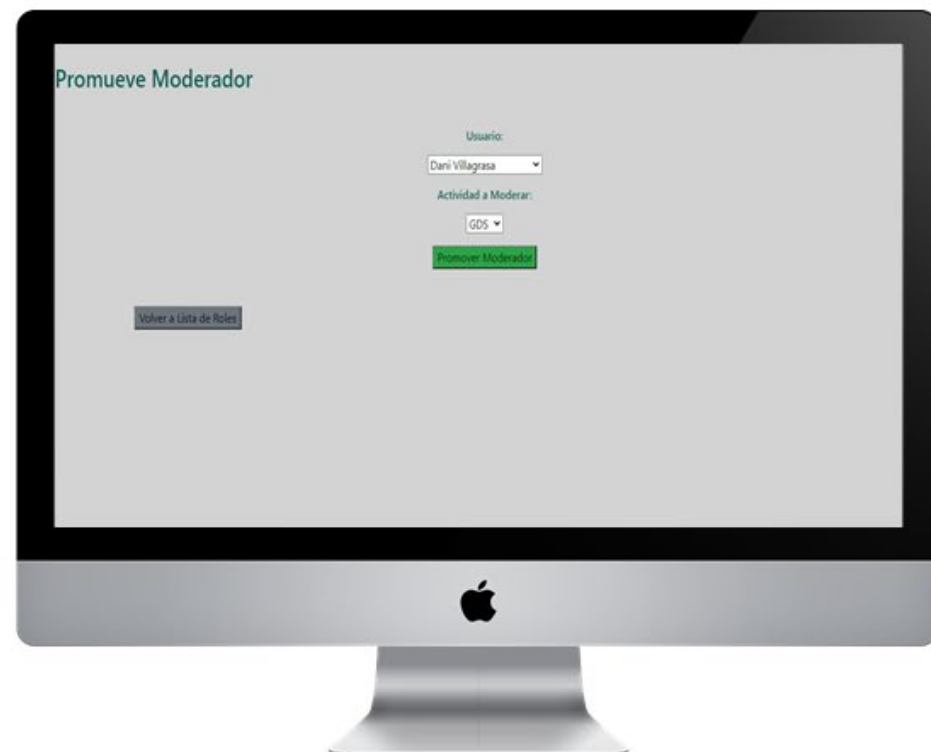 Promueve Moderador
Usuario:
Dani Villagrasa
Actividad a Moderar:
GDS
Promover Moderador
Volver a Lista de Roles